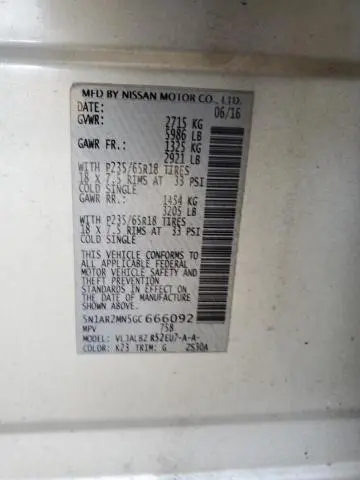 MFD BY NISSAN MOTOR CO., LTD.
DATE: 06/16
GVWR: 2715 KG
5986 LB
GAWR FR.: 1325 KG
2921 LB
WITH P235/65R18 TIRES
18 X 7.5 RIMS AT 33 PSI
COLD SINGLE
GAWR RR.: 1454 KG
3205 LB
WITH P235/65R18 TIRES
18 X 7.5 RIMS AT 33 PSI
COLD SINGLE
THIS VEHICLE CONFORMS TO
ALL APPLICABLE FEDERAL
MOTOR VEHICLE SAFETY
AND THEFT PREVENTION
STANDARDS IN EFFECT ON
THE DATE OF MANUFACTURE
SHOWN ABOVE.
5N1AR2MN5GC666092
MPV 758
MODEL: VLJALBZ R52EU7-A-A-
COLOR: K23 TRIM: G ZS30A